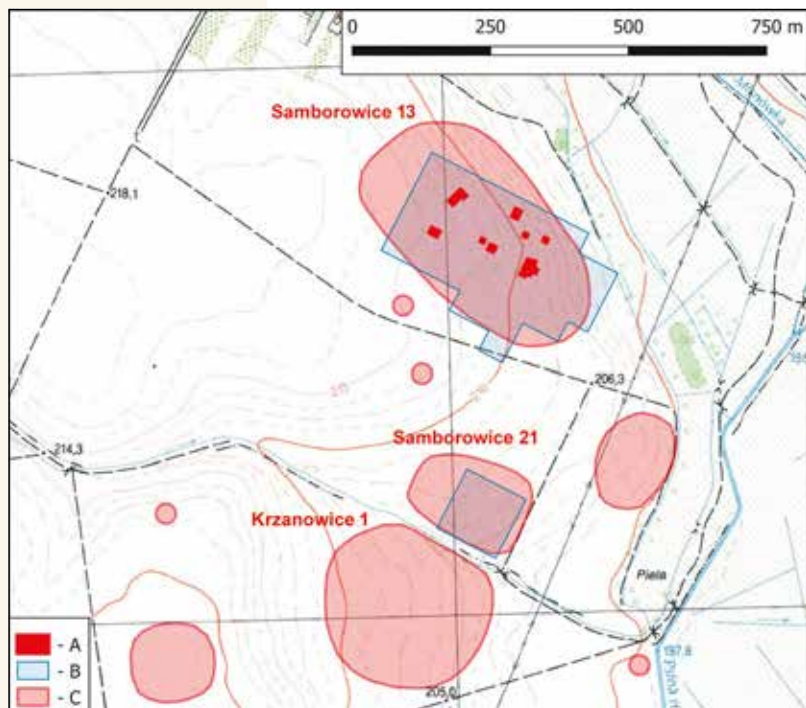 0 250 500 750 m
Samborowice 13
218,1
206,3
Samborowice 21
214,3
Krzanowice 1
Piela
- A
- B
- C
197,8
205,0